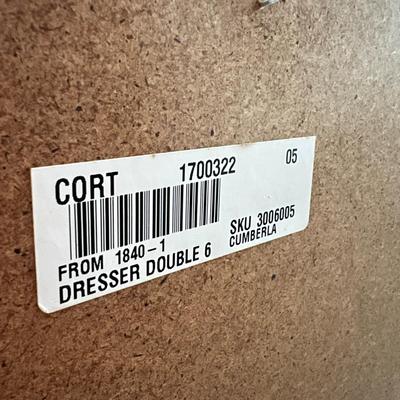 CORT 1700322 05
FROM 1840-1 SKU 3006005
DRESSER DOUBLE 6 CUMBERLA